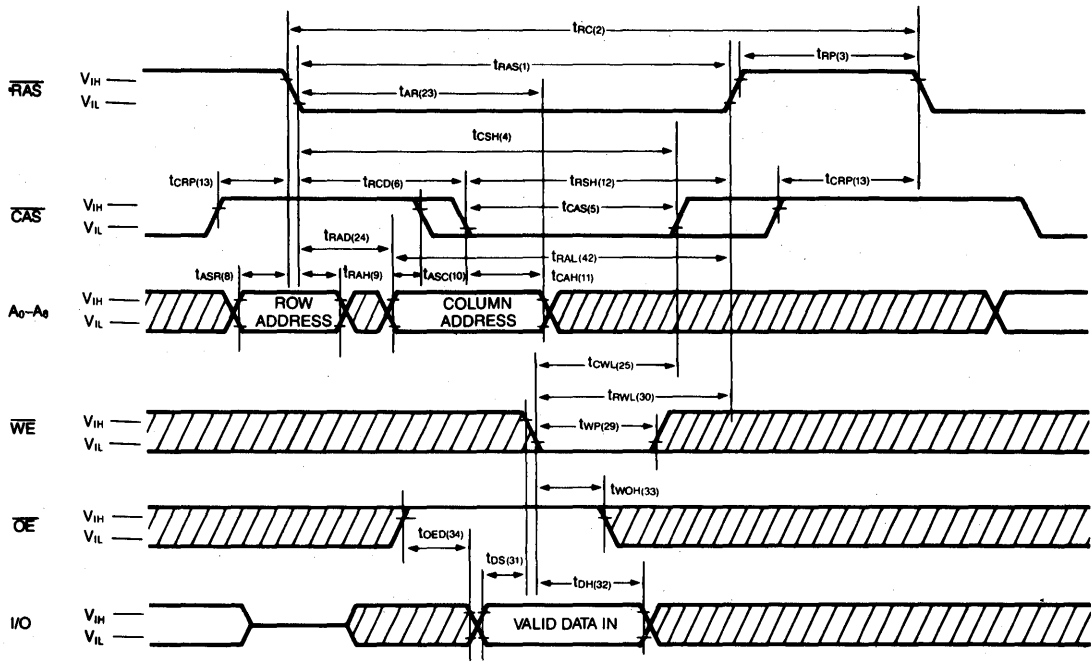 tRC(2)
tRAS(1)
tRP(3)
RAS
VIH
VIL
tAR(23)
tCSH(4)
tCRP(13)
tRCD(6)
tRSH(12)
tCRP(13)
CAS
VIH
VIL
tCAS(5)
tRAD(24)
tRAL(42)
tASR(8)
tRAH(9)
tASC(10)
tCAH(11)
A0–A8
VIH
VIL
ROW
ADDRESS
COLUMN
ADDRESS
tCWL(25)
tRWL(30)
WE
VIH
VIL
tWP(29)
tWOH(33)
OE
VIH
VIL
tOED(34)
tDS(31)
tDH(32)
I/O
VIH
VIL
VALID DATA IN